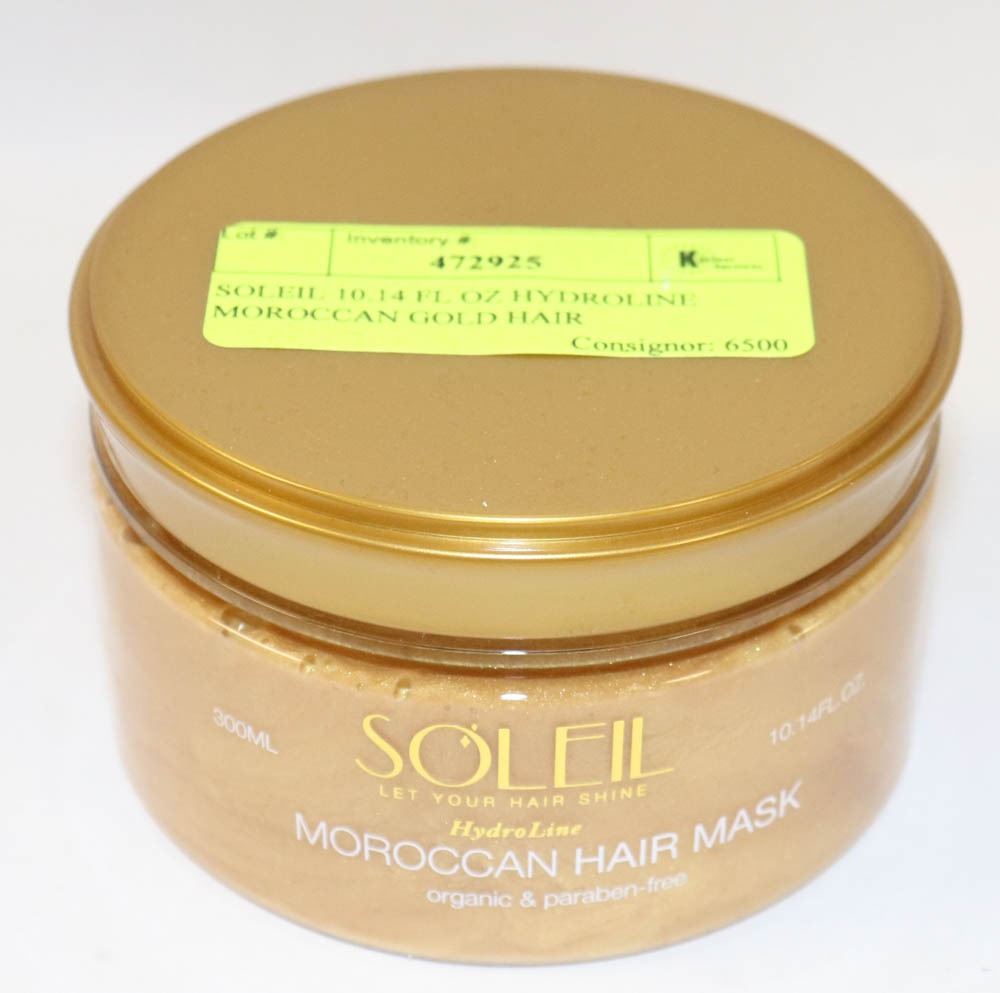 Lot # Inventory #
472925
SOLEIL 10.14 FL OZ HYDROLINE
MOROCCAN GOLD HAIR
Consignor: 6500
300ML
10.14FL.OZ.
SOLEIL
LET YOUR HAIR SHINE
HydroLine
MOROCCAN HAIR MASK
organic & paraben-free